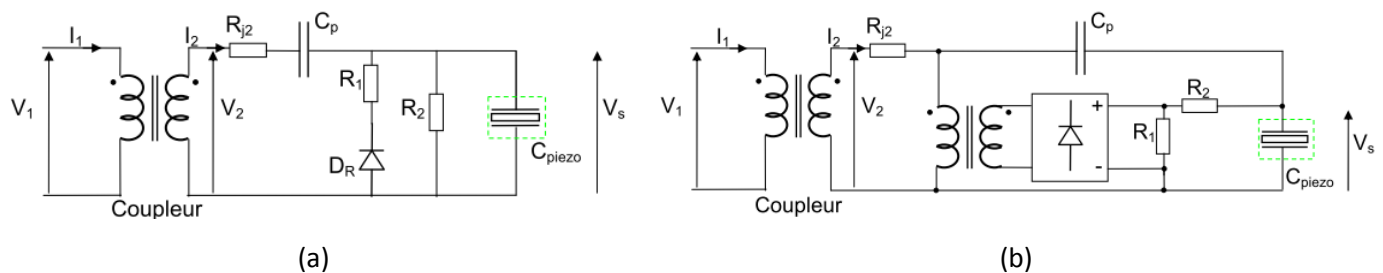 I1 I2 Rj2 Cp
V1 V2 R1 R2 Vs
DR Cpiezo
Coupleur
(a)
I1 I2 Rj2 Cp
V1 V2 + R2
R1 Vs
- Cpiezo
Coupleur
(b)